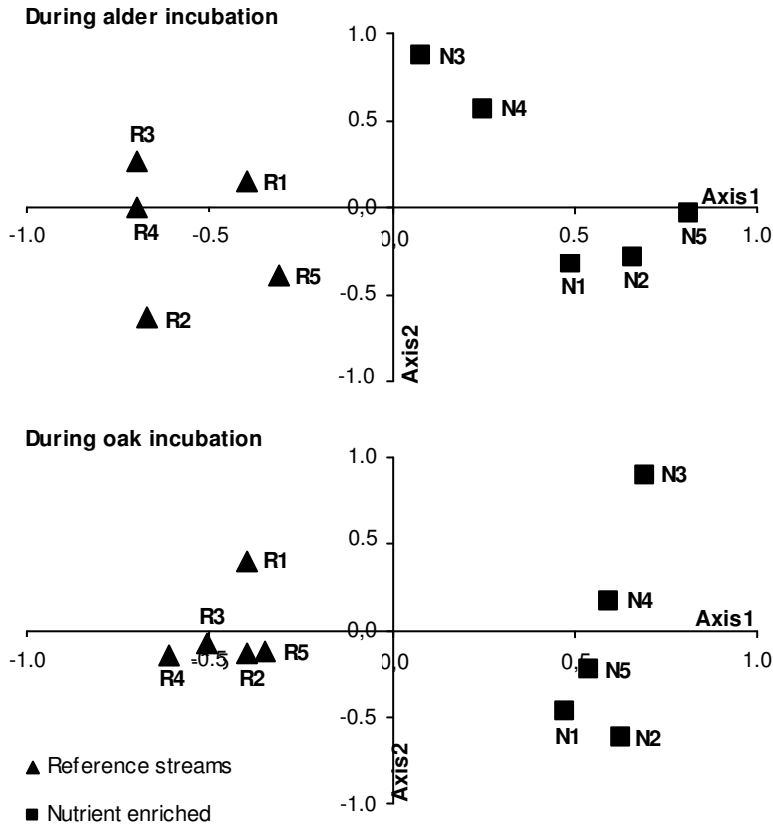 During alder incubation
1.0
N3
0.5
N4
R3
R1
0,0
Axis1
-1.0
-0.5
0,0
0.5
1.0
R4
N5
R5
N1
N2
R2
-0.5
Axis2
-1.0
During oak incubation
1.0
N3
0.5
R1
N4
R3
0,0
Axis1
-1.0
-0.5
0,0
0,5
1.0
R4
R2
R5
N5
-0.5
N1
N2
Axis2
-1.0
Reference streams
Nutrient enriched